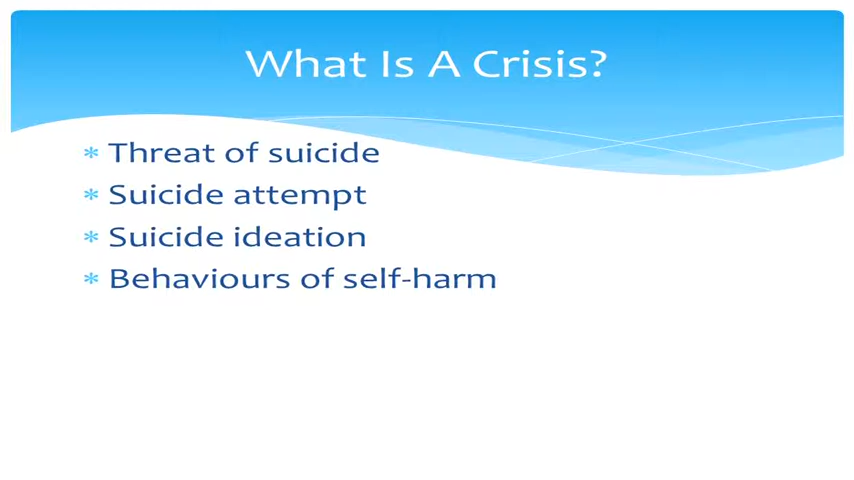 What Is A Crisis?
* Threat of suicide
* Suicide attempt
* Suicide ideation
* Behaviours of self-harm